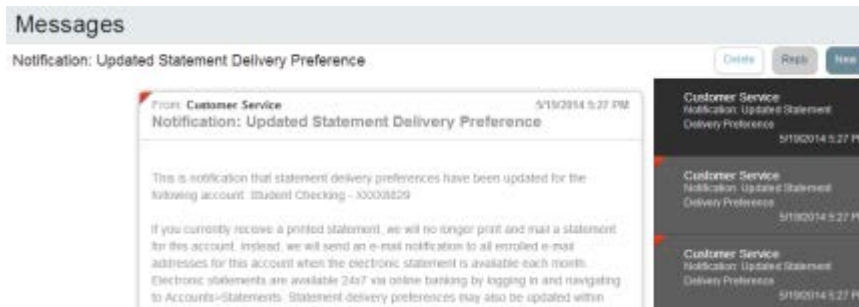 Messages
Notification: Updated Statement Delivery Preference
Delete Reply New
From: Customer Service 5/19/2014 5:27 PM
Notification: Updated Statement Delivery Preference
This is notification that statement delivery preferences have been updated for the
following account: Student Checking -
If you currently receive a printed statement, we will no longer print and mail a statement
for this account. Instead, we will send an e-mail notification to all enrolled e-mail
addresses for this account when the electronic statement is available each month.
Electronic statements are available 24x7 via online banking by logging in and navigating
to Accounts>Statements. Statement delivery preferences may also be updated within
Customer Service
Notification: Updated Statement
Delivery Preference
5/19/2014 5:27 PM
Customer Service
Notification: Updated Statement
Delivery Preference
5/19/2014 5:27 PM
Customer Service
Notification: Updated Statement
Delivery Preference
5/19/2014 5:27 PM